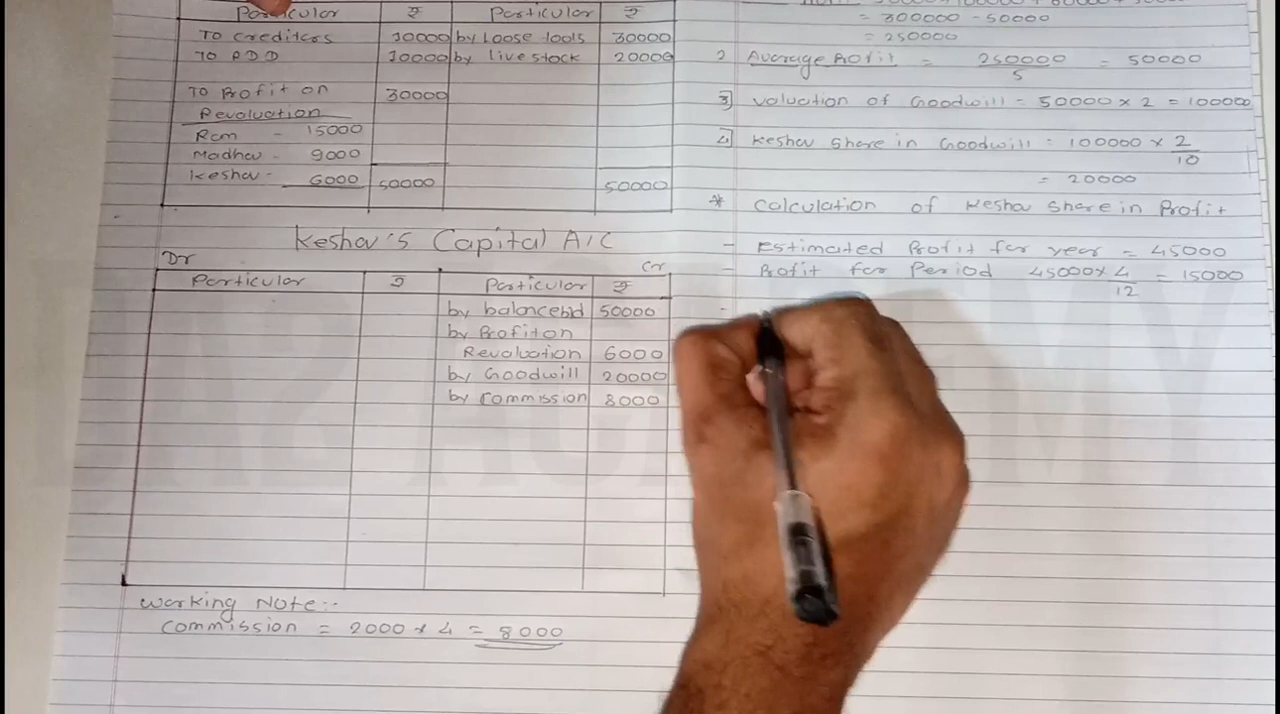 Particular ₹ Particular ₹
To Crediters 10000 by Loose tools 30000
To RDD 10000 by livestock 20000
To Profit on 30000
Revaluation
Ram - 15000
Madhav - 9000
Keshav - 6000 50000 50000
Keshav's Capital A/C
Dr
Cr
Particular ₹ Particular ₹
by balance b/d 50000
by Profit on
Revaluation 6000
by Goodwill 20000
by Commission 8000
Working Note:-
Commission = 2000 × 4 = 8000
= 300000 - 50000
= 250000
2 Average Profit = 250000 / 5 = 50000
3] Valuation of Goodwill = 50000 × 2 = 100000
4] Keshav Share in Goodwill = 100000 × 2/10
= 20000
* Calculation of Keshav Share in Profit
- Estimated Profit for year = 45000
- Profit for Period 45000 × 4/12 = 15000
-